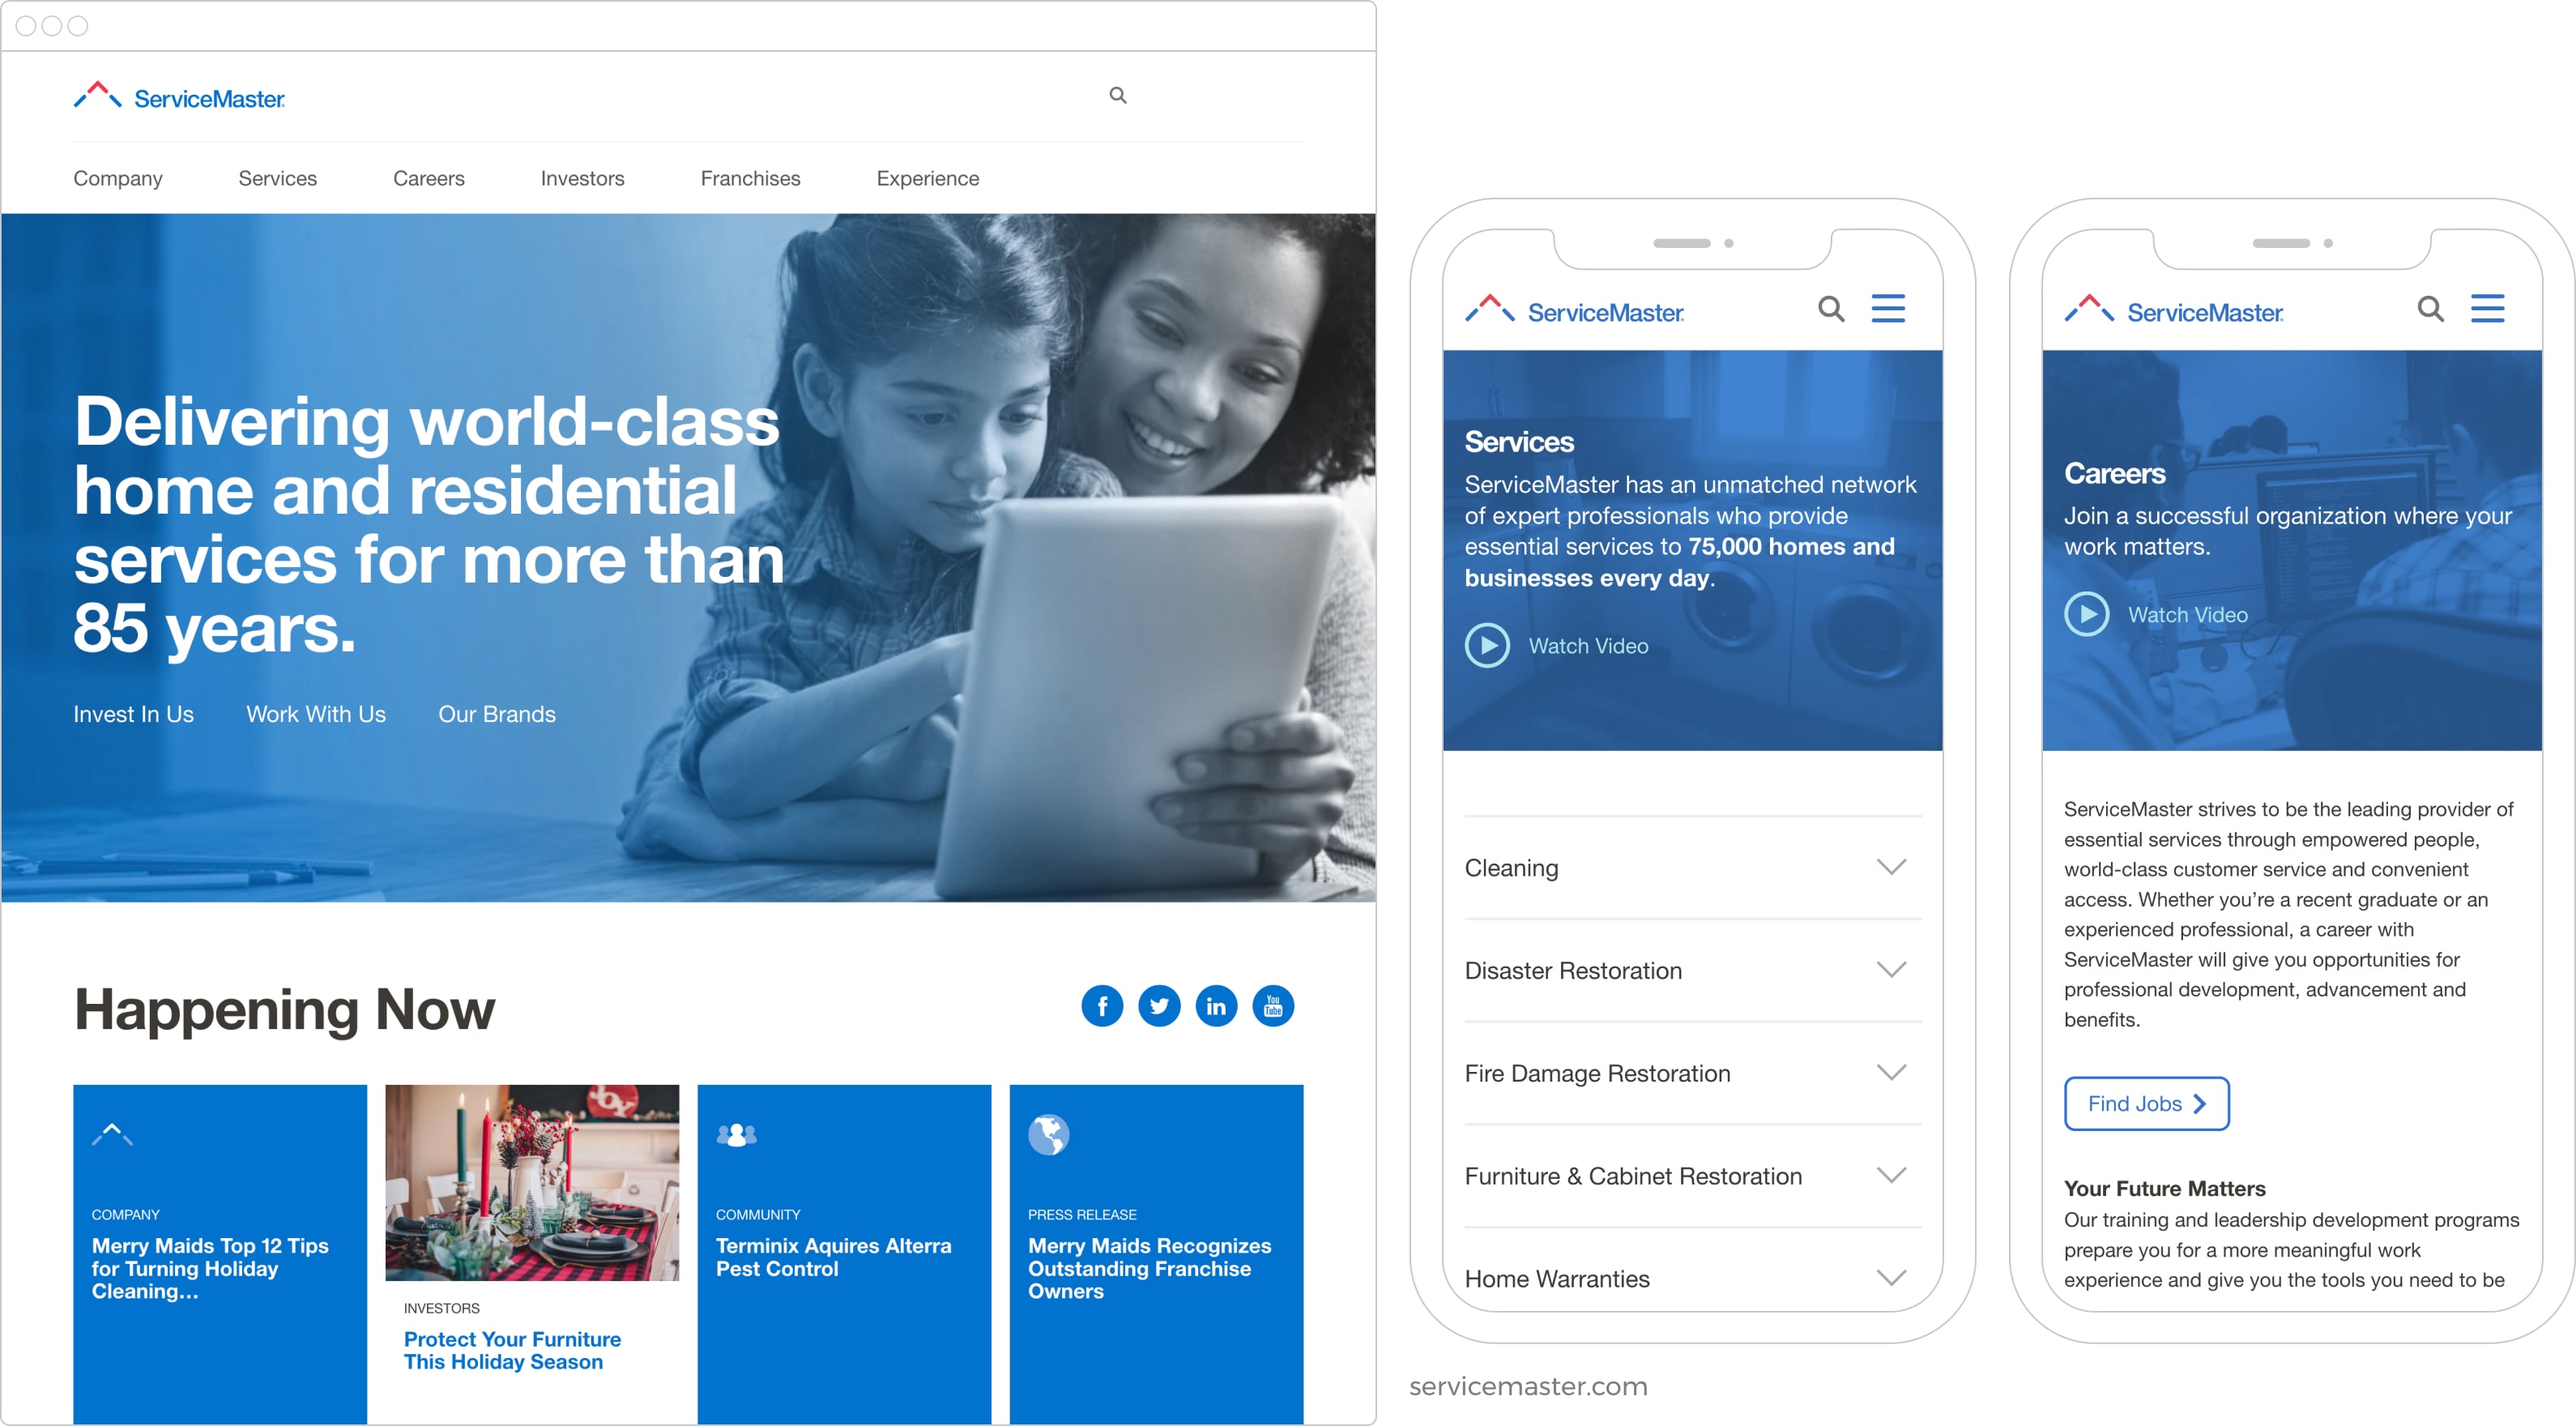 ServiceMaster
Company Services Careers Investors Franchises Experience
Delivering world-class
home and residential
services for more than
85 years.
Invest In Us Work With Us Our Brands
Happening Now
You
Tube
COMPANY
Merry Maids Top 12 Tips
for Turning Holiday
Cleaning...
INVESTORS
Protect Your Furniture
This Holiday Season
COMMUNITY
Terminix Aquires Alterra
Pest Control
PRESS RELEASE
Merry Maids Recognizes
Outstanding Franchise
Owners
ServiceMaster
Services
ServiceMaster has an unmatched network
of expert professionals who provide
essential services to 75,000 homes and
businesses every day.
Watch Video
Cleaning
Disaster Restoration
Fire Damage Restoration
Furniture & Cabinet Restoration
Home Warranties
ServiceMaster
Careers
Join a successful organization where your
work matters.
Watch Video
ServiceMaster strives to be the leading provider of
essential services through empowered people,
world-class customer service and convenient
access. Whether you’re a recent graduate or an
experienced professional, a career with
ServiceMaster will give you opportunities for
professional development, advancement and
benefits.
Find Jobs
Your Future Matters
Our training and leadership development programs
prepare you for a more meaningful work
experience and give you the tools you need to be
servicemaster.com